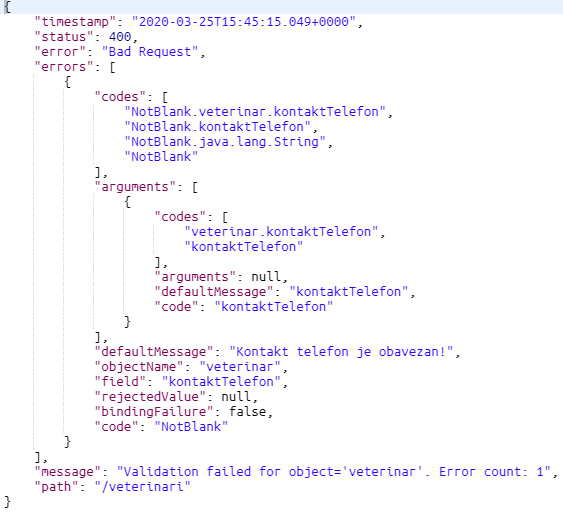 {
    "timestamp": "2020-03-25T15:45:15.049+0000",
    "status": 400,
    "error": "Bad Request",
    "errors": [
        {
            "codes": [
                "NotBlank.veterinar.kontaktTelefon",
                "NotBlank.kontaktTelefon",
                "NotBlank.java.lang.String",
                "NotBlank"
            ],
            "arguments": [
                {
                    "codes": [
                        "veterinar.kontaktTelefon",
                        "kontaktTelefon"
                    ],
                    "arguments": null,
                    "defaultMessage": "kontaktTelefon",
                    "code": "kontaktTelefon"
                }
            ],
            "defaultMessage": "Kontakt telefon je obavezan!",
            "objectName": "veterinar",
            "field": "kontaktTelefon",
            "rejectedValue": null,
            "bindingFailure": false,
            "code": "NotBlank"
        }
    ],
    "message": "Validation failed for object='veterinar'. Error count: 1",
    "path": "/veterinari"
}